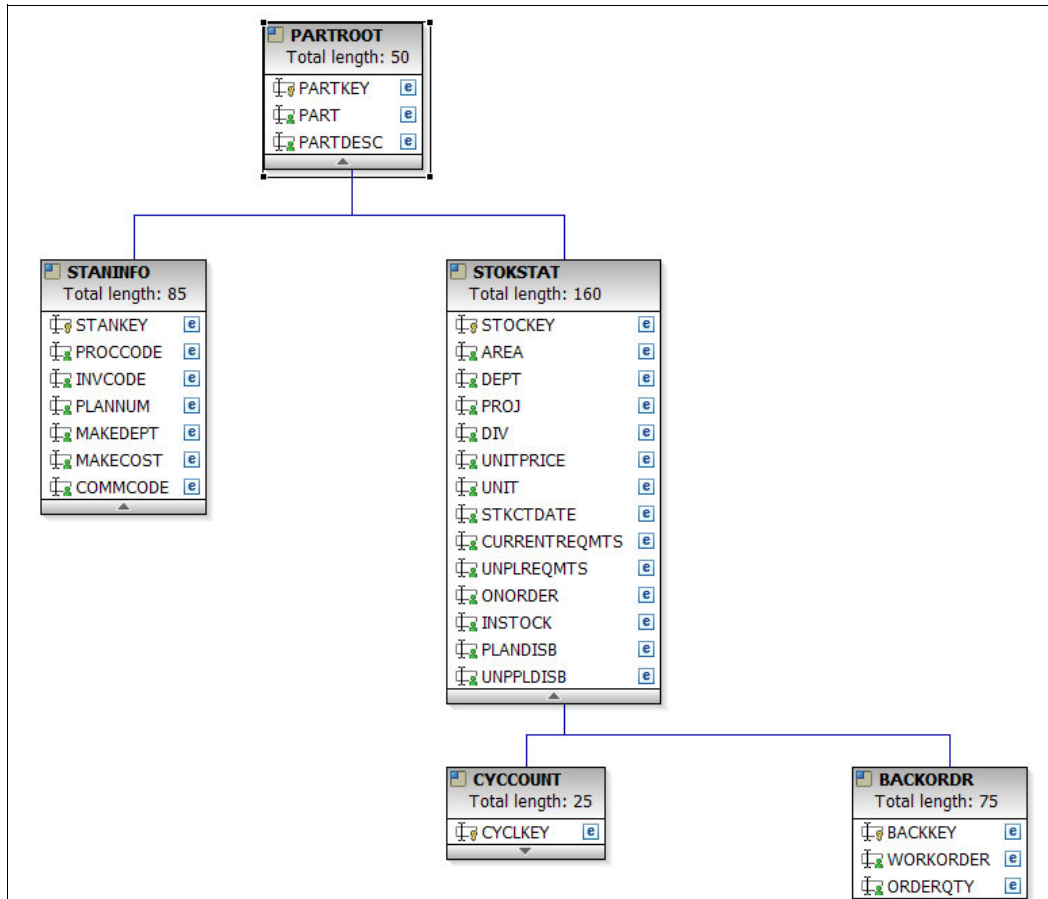 PARTROOT
Total length: 50
PARTKEY e
PART e
PARTDESC e
STANINFO
Total length: 85
STANKEY e
PROCCODE e
INVCODE e
PLANNUM e
MAKEDEPT e
MAKECOST e
COMMCODE e
STOKSTAT
Total length: 160
STOCKEY e
AREA e
DEPT e
PROJ e
DIV e
UNITPRICE e
UNIT e
STKCTDATE e
CURRENTREQMTS e
UNPLREQMTS e
ONORDER e
INSTOCK e
PLANDISB e
UNPPLDISB e
CYCCOUNT
Total length: 25
CYCLKEY e
BACKORDR
Total length: 75
BACKKEY e
WORKORDER e
ORDERQTY e